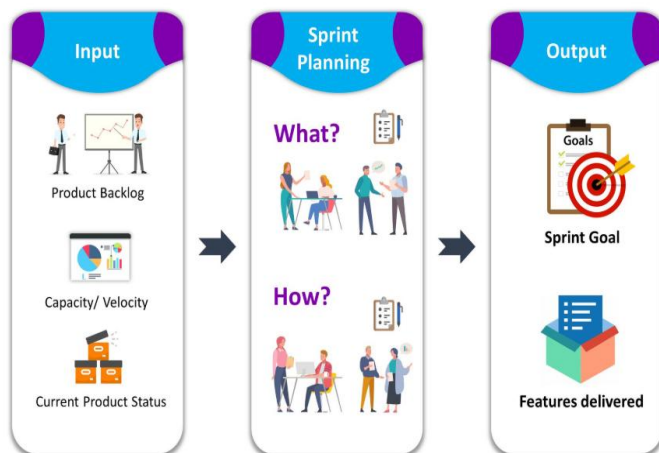 Input
Product Backlog
Capacity/ Velocity
Current Product Status
Sprint
Planning
What?
How?
Output
Goals
Sprint Goal
Features delivered